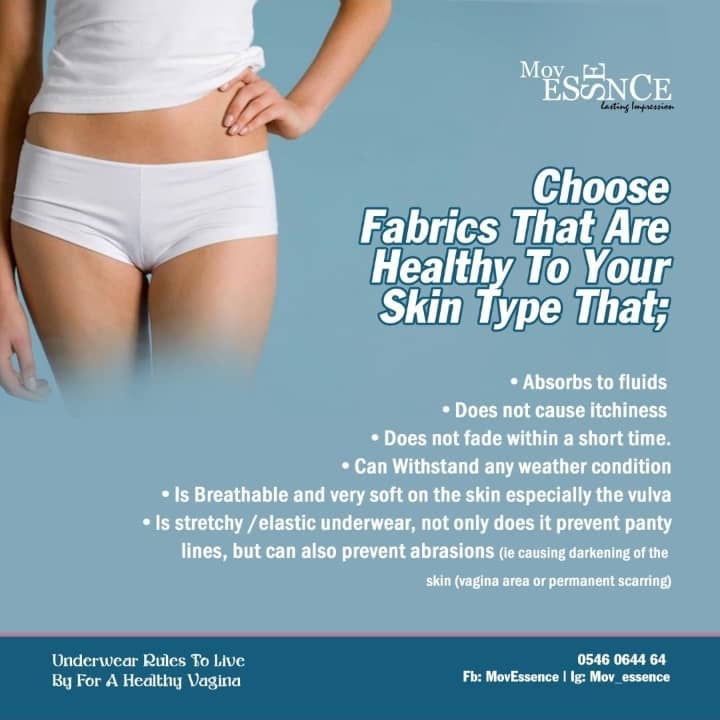 Mov
ESSENCE
Lasting Impression
Choose
Fabrics That Are
Healthy To Your
Skin Type That;
• Absorbs to fluids
• Does not cause itchiness
• Does not fade within a short time.
• Can Withstand any weather condition
• Is Breathable and very soft on the skin especially the vulva
• Is stretchy /elastic underwear, not only does it prevent panty
lines, but can also prevent abrasions (ie causing darkening of the
skin (vagina area or permanent scarring)
Underwear Rules To Live
By For A Healthy Vagina
0546 0644 64
Fb: MovEssence | Ig: Mov_essence